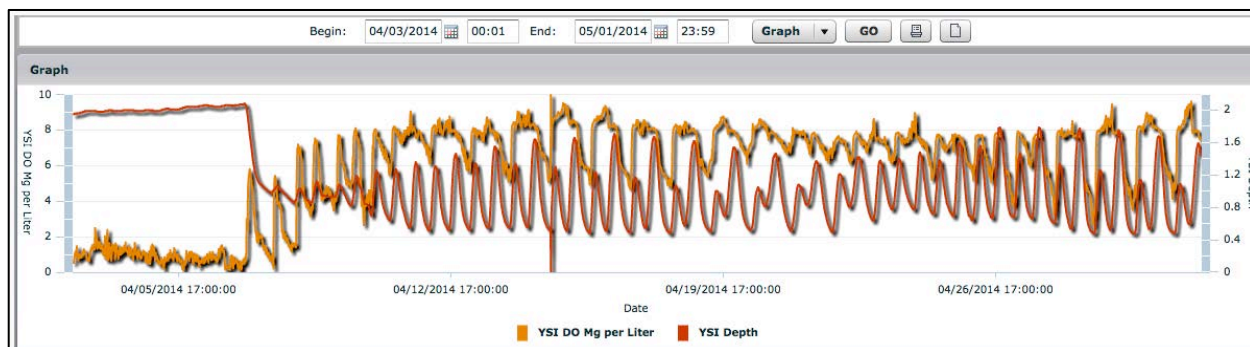 Begin: 04/03/2014 00:01 End: 05/01/2014 23:59 Graph GO
Graph
10
8
6
4
2
0
YSI DO Mg per Liter
2
1.6
1.2
0.8
0.4
0
04/05/2014 17:00:00 04/12/2014 17:00:00 04/19/2014 17:00:00 04/26/2014 17:00:00
Date
YSI DO Mg per Liter YSI Depth